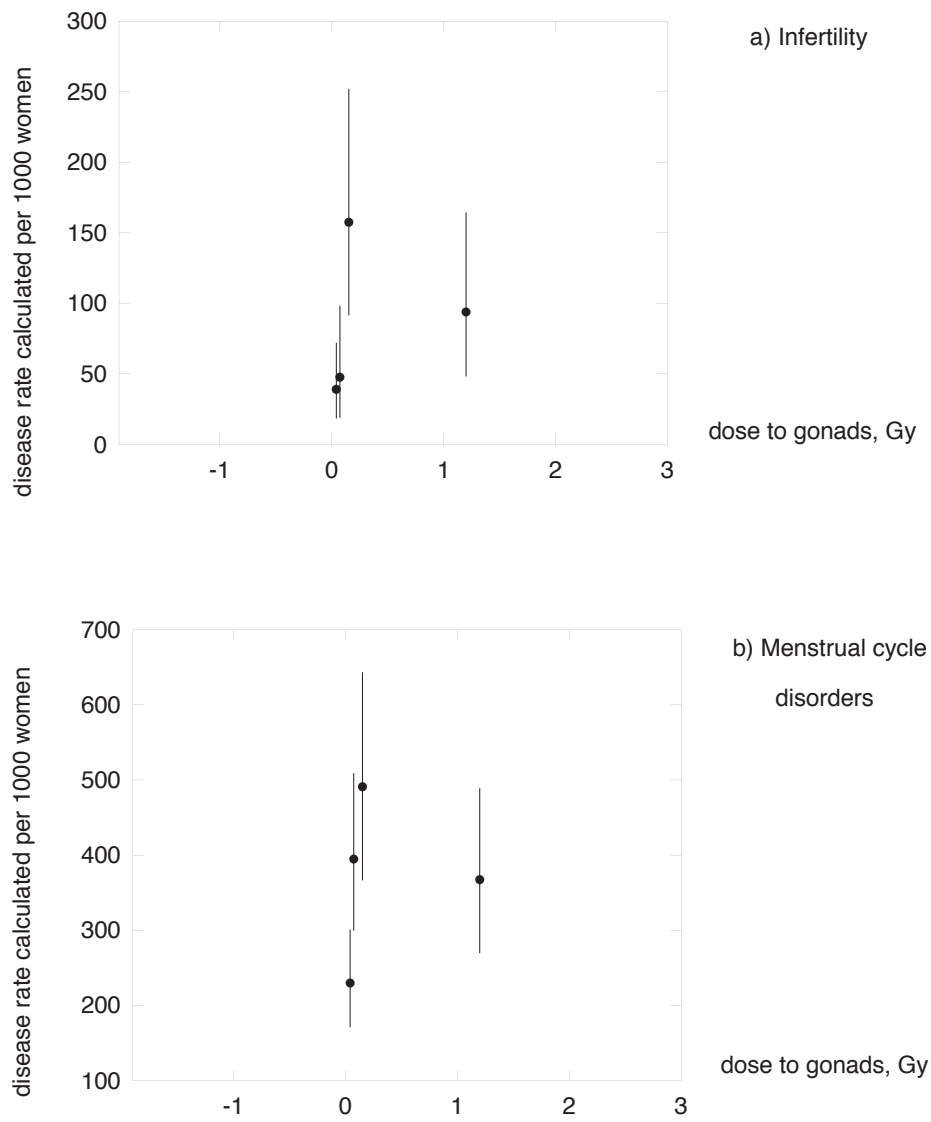 300
a) Infertility
250
200
150
100
50
0
dose to gonads, Gy
-1 0 1 2 3
disease rate calculated per 1000 women
700
b) Menstrual cycle
disorders
600
500
400
300
200
100
dose to gonads, Gy
-1 0 1 2 3
disease rate calculated per 1000 women